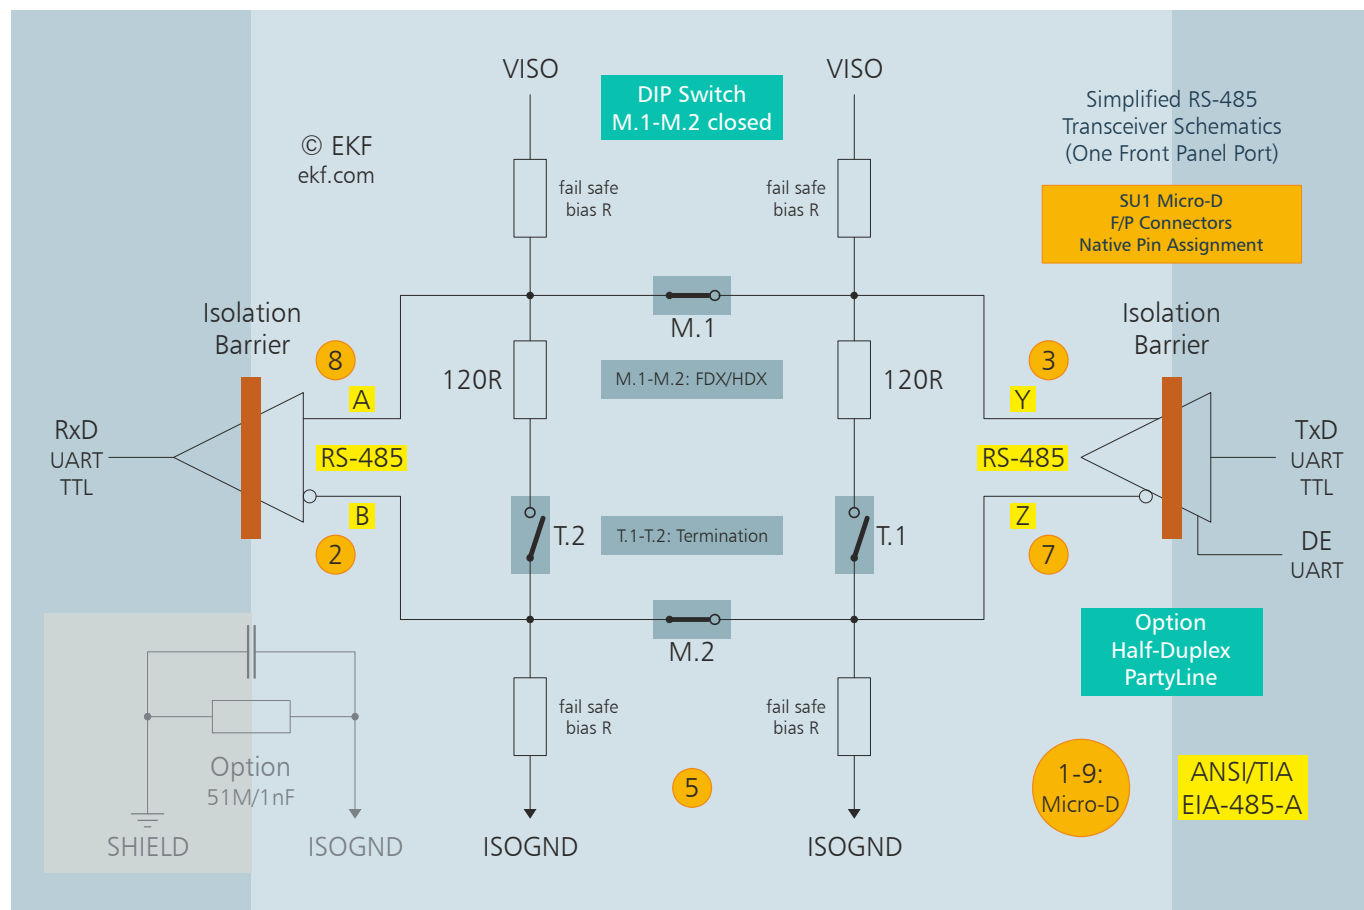 VISO
VISO
DIP Switch
M.1-M.2 closed
Simplified RS-485
Transceiver Schematics
(One Front Panel Port)
© EKF
ekf.com
fail safe
bias R
fail safe
bias R
SU1 Micro-D
F/P Connectors
Native Pin Assignment
Isolation
Barrier
M.1
Isolation
Barrier
8
3
120R
M.1-M.2: FDX/HDX
120R
A
Y
RxD
UART
TTL
RS-485
RS-485
TxD
UART
TTL
B
Z
T.2
T.1-T.2: Termination
T.1
2
7
DE
UART
M.2
Option
Half-Duplex
PartyLine
fail safe
bias R
fail safe
bias R
Option
51M/1nF
5
1-9:
Micro-D
ANSI/TIA
EIA-485-A
SHIELD
ISOGND
ISOGND
ISOGND